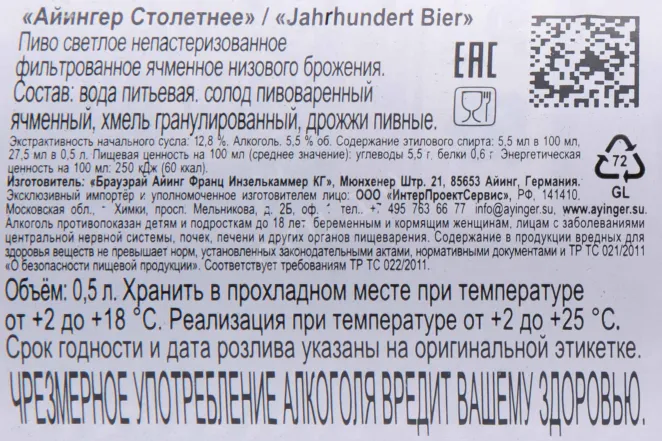 «Айингер Столетнее» / «Jahrhundert Bier»
Пиво светлое непастеризованное
фильтрованное ячменное низового брожения.
Состав: вода питьевая. солод пивоваренный
ячменный, хмель гранулированный, дрожжи пивные.
EAC
Экстрактивность начального сусла: 12,8 %. Алкоголь. 5,5 % об. Содержание этилового спирта: 5,5 мл в 100 мл,
27,5 мл в 0,5 л. Пищевая ценность на 100 мл (среднее значение): углеводы 5,5 г, белки 0,6 г Энергетическая
ценность на 100 мл: 250 кДж (60 ккал).
72
GL
Изготовитель: «Брауэрай Айинг Франц Инзелькаммер КГ», Мюнхенер Штр. 21, 85653 Айинг, Германия.
Эксклюзивный импортёр и уполномоченное изготовителем лицо: ООО «ИнтерПроектСервис», РФ, 141410.
Московская обл., Химки, просп. Мельникова, д. 2Б, оф. тел.. +7 495 763 66 77 info@ayinger.su, www.ayinger.su.
Алкоголь противопоказан детям и подросткам до 18 лет беременным и кормящим женщинам, лицам с заболеваниями
центральной нервной системы, почек, печени и других органов пищеварения. Содержание в продукции вредных для
здоровья веществ не превышает норм, установленных законодательными актами, нормативными документами и ТР ТС 021/2011
«О безопасности пищевой продукции». Соответствует требованиям ТР ТС 022/2011.
Объём: 0,5 л. Хранить в прохладном месте при температуре
от +2 до +18 °С. Реализация при температуре от +2 до +25 °С.
Срок годности и дата розлива указаны на оригинальной этикетке.
ЧРЕЗМЕРНОЕ УПОТРЕБЛЕНИЕ АЛКОГОЛЯ ВРЕДИТ ВАШЕМУ ЗДОРОВЬЮ.